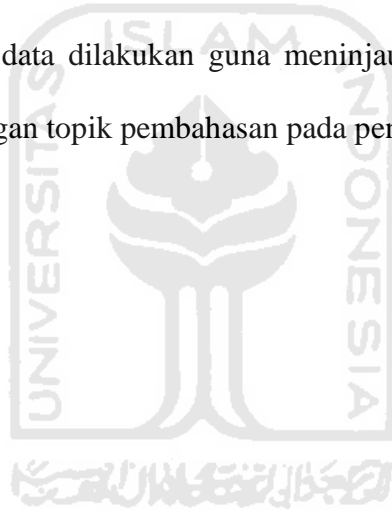 ISLAM
data dilakukan guna meninjau
gan topik pembahasan pada pen
UNIVERSITAS
INDONESIA